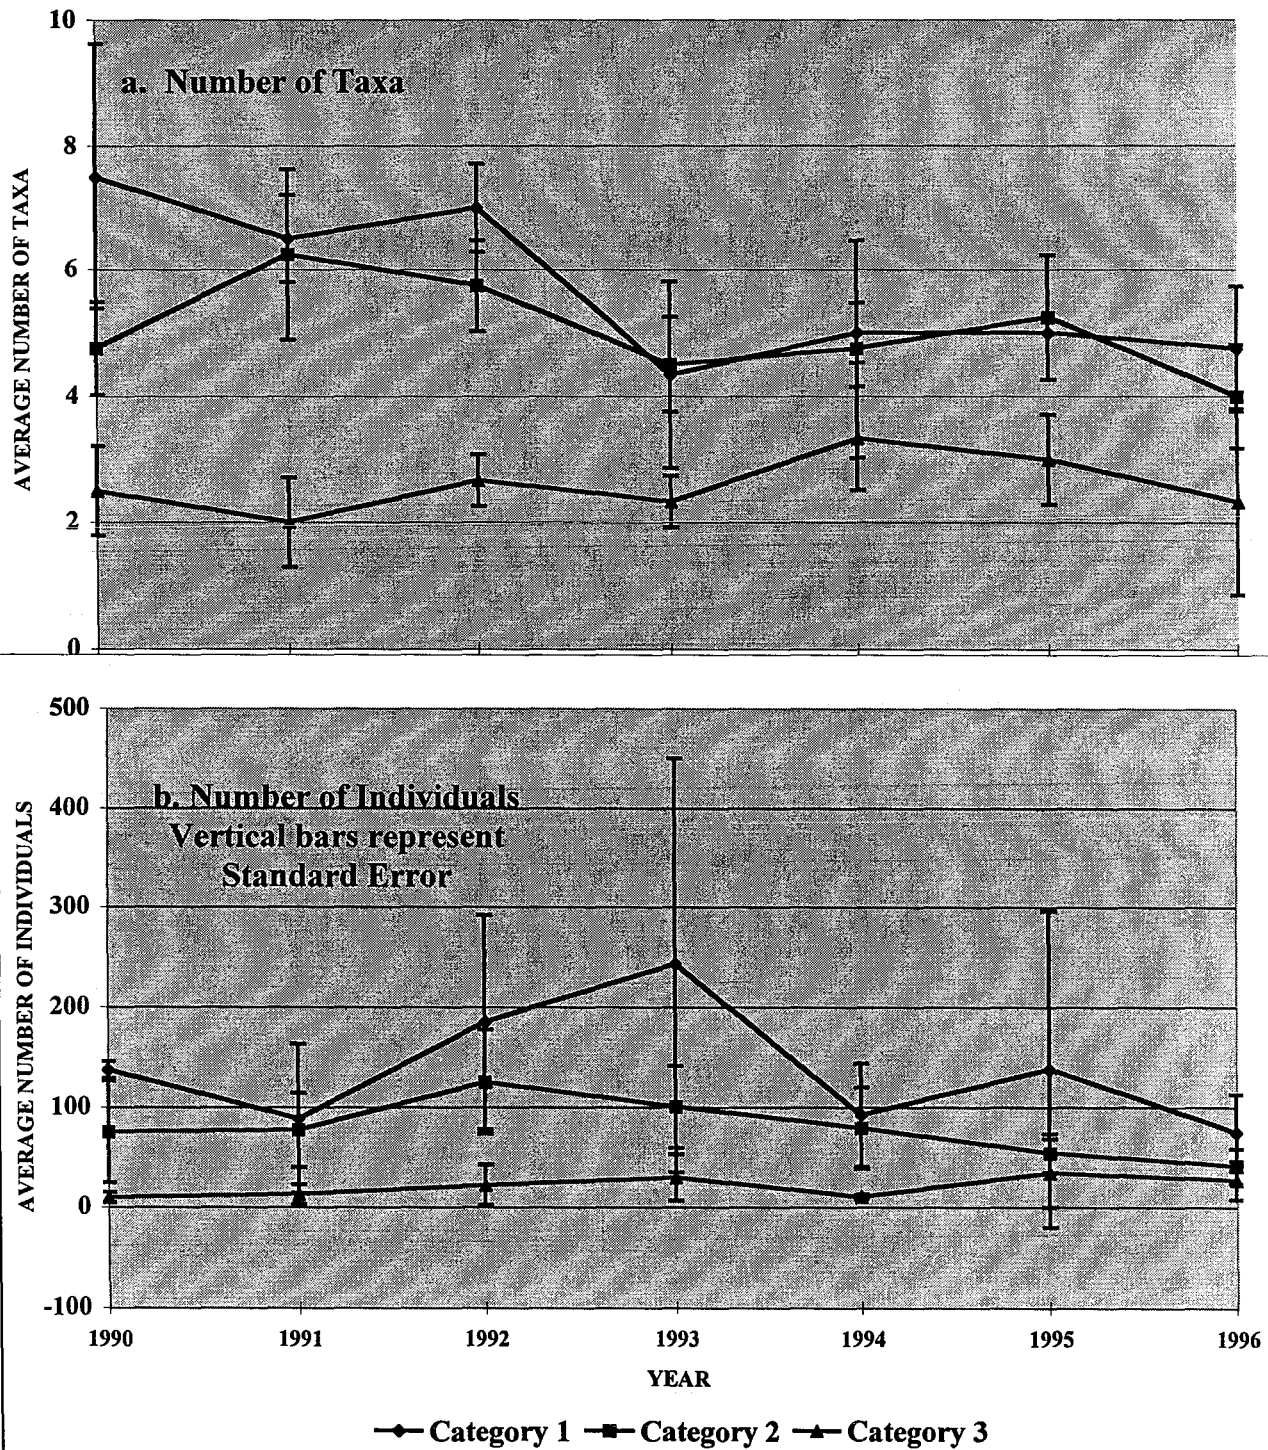 10
a. Number of Taxa
8
6
4
2
0
AVERAGE NUMBER OF TAXA
500
400
300
200
100
0
-100
b. Number of Individuals
Vertical bars represent
Standard Error
AVERAGE NUMBER OF INDIVIDUALS
1990 1991 1992 1993 1994 1995 1996
YEAR
Category 1 Category 2 Category 3